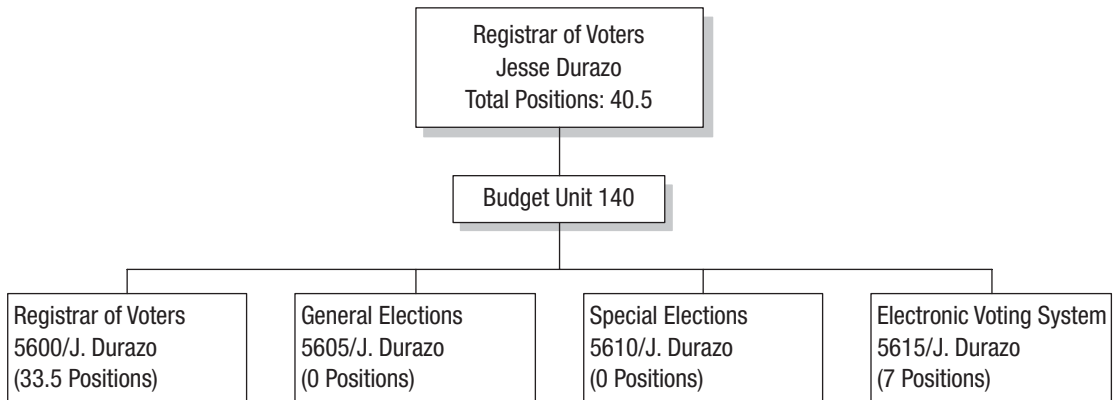 Registrar of Voters
Jesse Durazo
Total Positions: 40.5
Budget Unit 140
Registrar of Voters
5600/J. Durazo
(33.5 Positions)
General Elections
5605/J. Durazo
(0 Positions)
Special Elections
5610/J. Durazo
(0 Positions)
Electronic Voting System
5615/J. Durazo
(7 Positions)